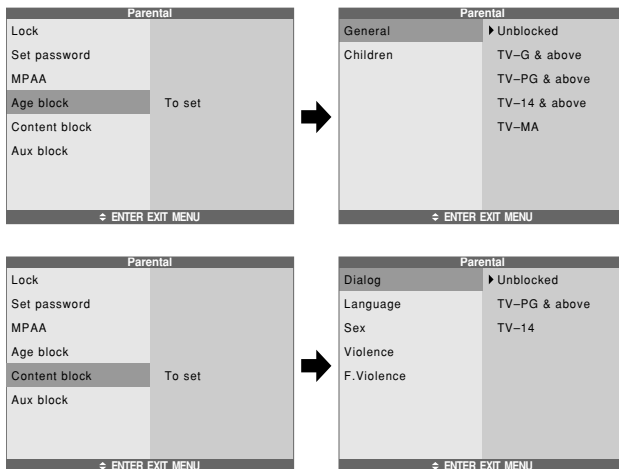 Parental
Lock
Set password
MPAA
Age block To set
Content block
Aux block
ENTER EXIT MENU
Parental
General Unblocked
Children TV–G & above
TV–PG & above
TV–14 & above
TV–MA
ENTER EXIT MENU
Parental
Lock
Set password
MPAA
Age block
Content block To set
Aux block
ENTER EXIT MENU
Parental
Dialog Unblocked
Language TV–PG & above
Sex TV–14
Violence
F.Violence
ENTER EXIT MENU